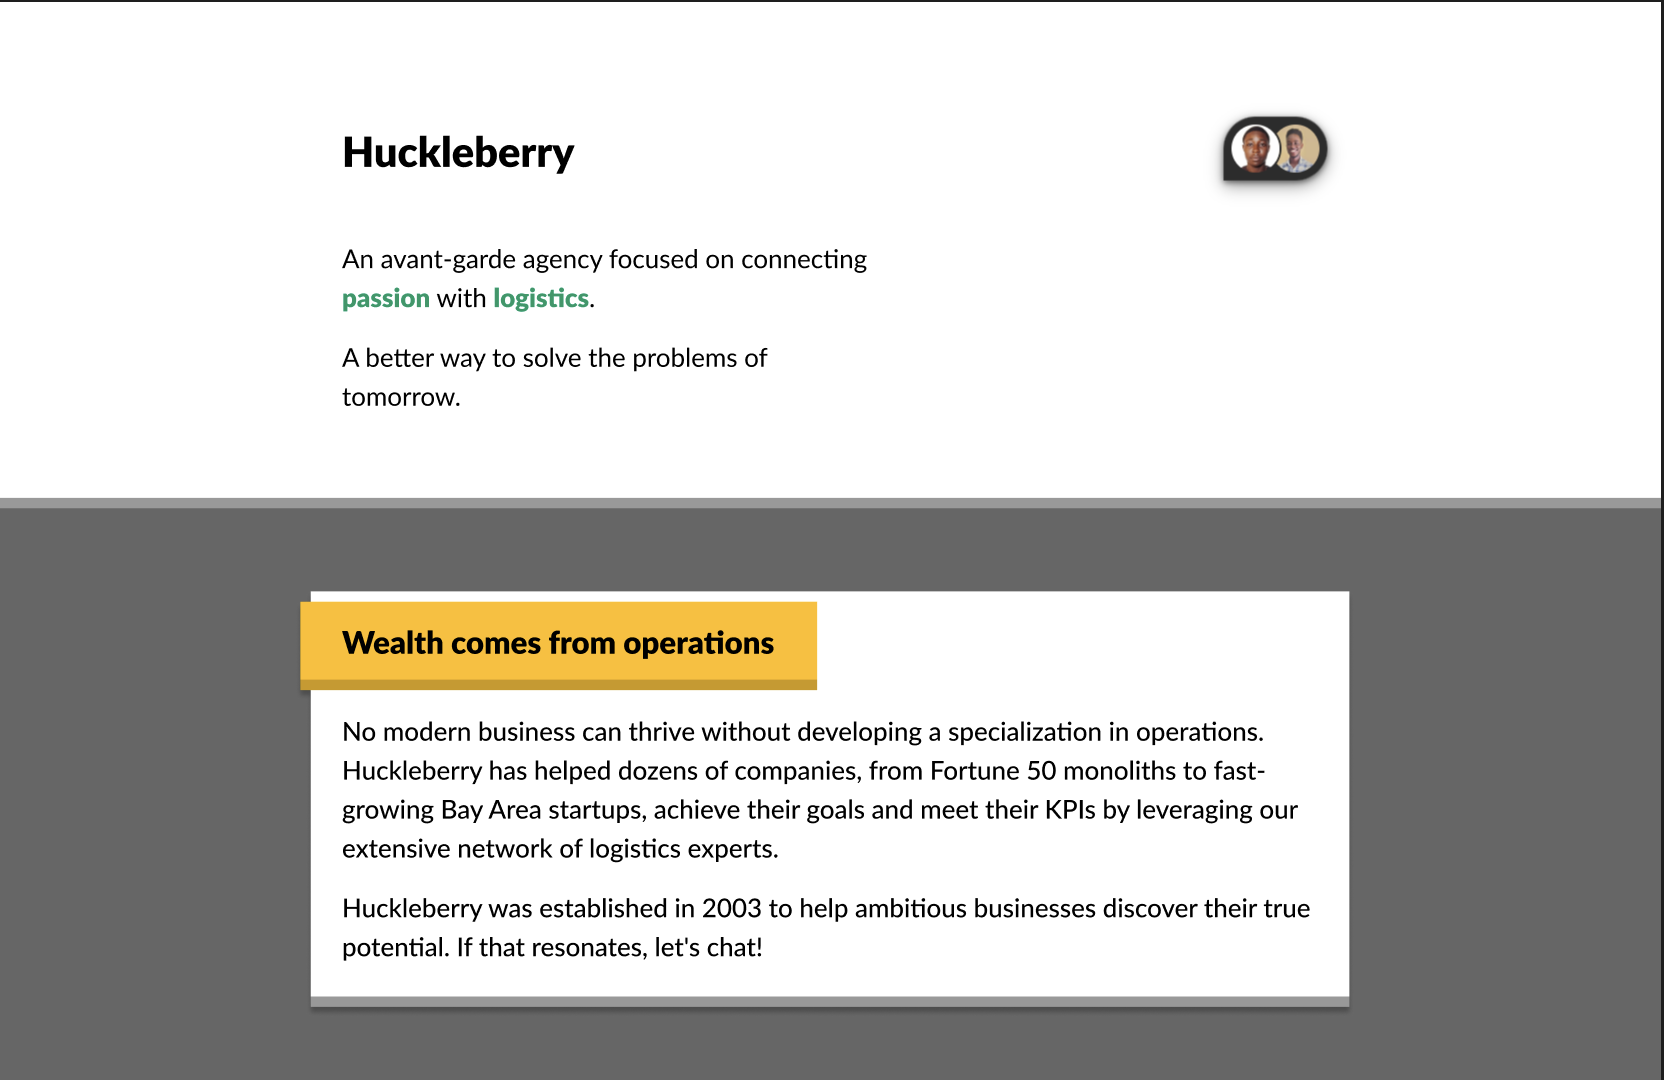 Huckleberry
An avant-garde agency focused on connecting
passion with logistics.
A better way to solve the problems of
tomorrow.
Wealth comes from operations
No modern business can thrive without developing a specialization in operations.
Huckleberry has helped dozens of companies, from Fortune 50 monoliths to fast-
growing Bay Area startups, achieve their goals and meet their KPIs by leveraging our
extensive network of logistics experts.
Huckleberry was established in 2003 to help ambitious businesses discover their true
potential. If that resonates, let's chat!